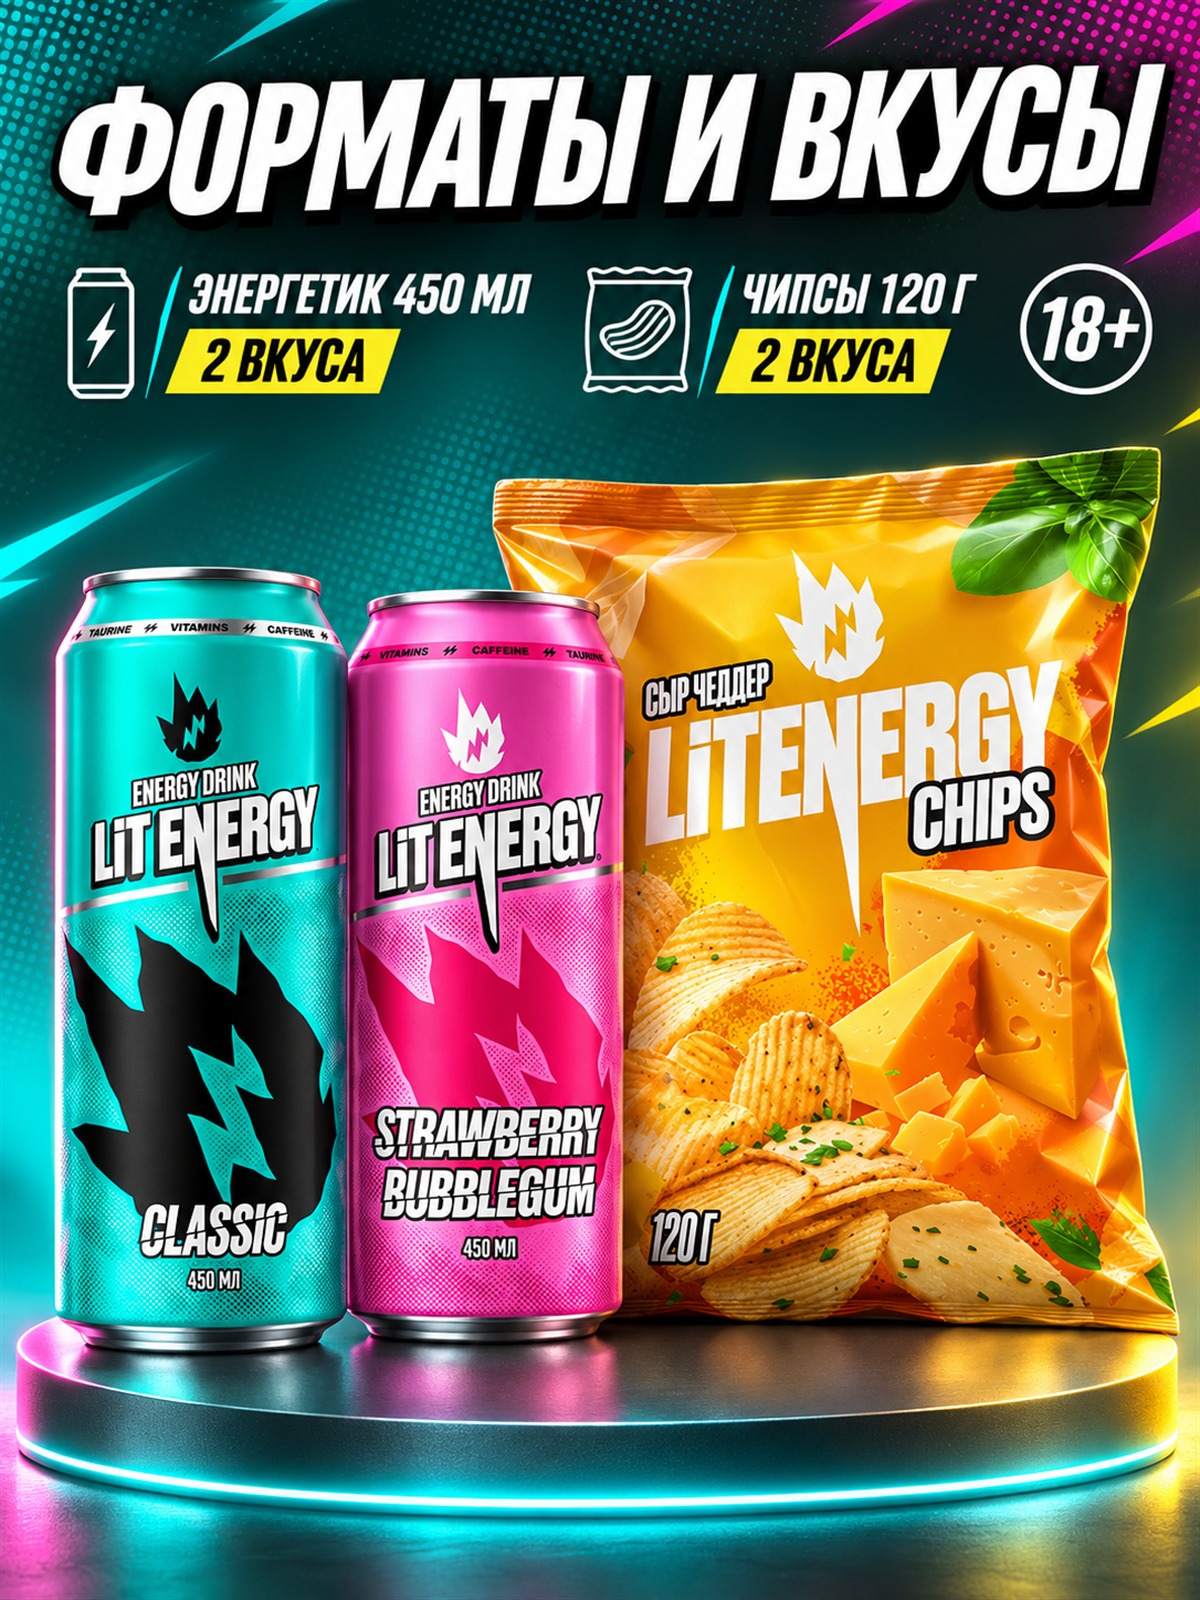 ФОРМАТЫ И ВКУСЫ
ЭНЕРГЕТИК 450 МЛ
2 ВКУСА
ЧИПСЫ 120 Г
2 ВКУСА
18+
TAURINE VITAMINS CAFFEINE
ENERGY DRINK
LiT ENERGY
CLASSIC
450 МЛ
VITAMINS CAFFEINE TAURINE
ENERGY DRINK
LiT ENERGY
STRAWBERRY
BUBBLEGUM
450 МЛ
СЫР ЧЕДДЕР
LiTENERGY
CHIPS
120 Г